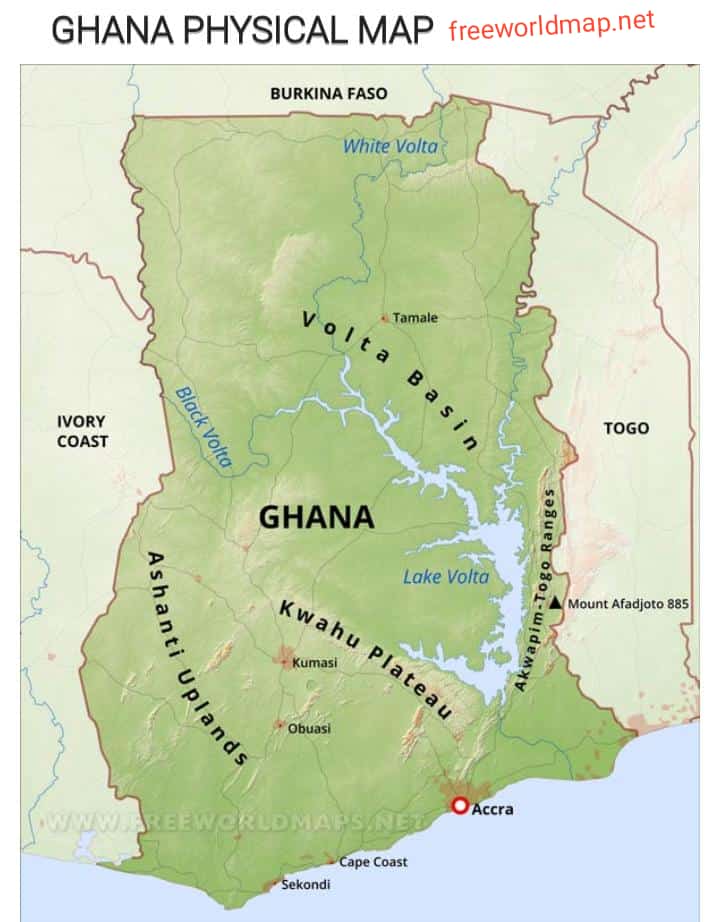 GHANA PHYSICAL MAP freeworldmap.net
BURKINA FASO
White Volta
Tamale
Volta Basin
Black Volta
IVORY
COAST
TOGO
GHANA
Akwapim-Togo Ranges
Lake Volta
Mount Afadjoto 885
Ashanti Uplands
Kwahu Plateau
Kumasi
Obuasi
Accra
WWW.FREEWORLDMAPS.NET
Cape Coast
Sekondi